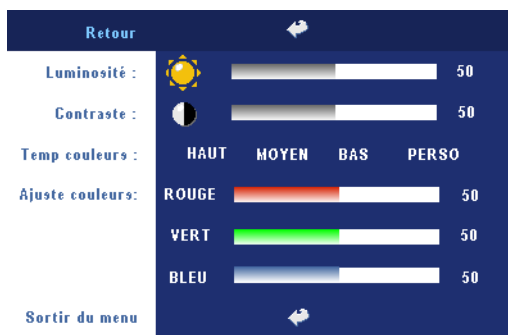 Retour
Luminosité : 50
Contraste : 50
Temp couleurs : HAUT MOYEN BAS PERSO
Ajuste couleurs: ROUGE 50
VERT 50
BLEU 50
Sortir du menu